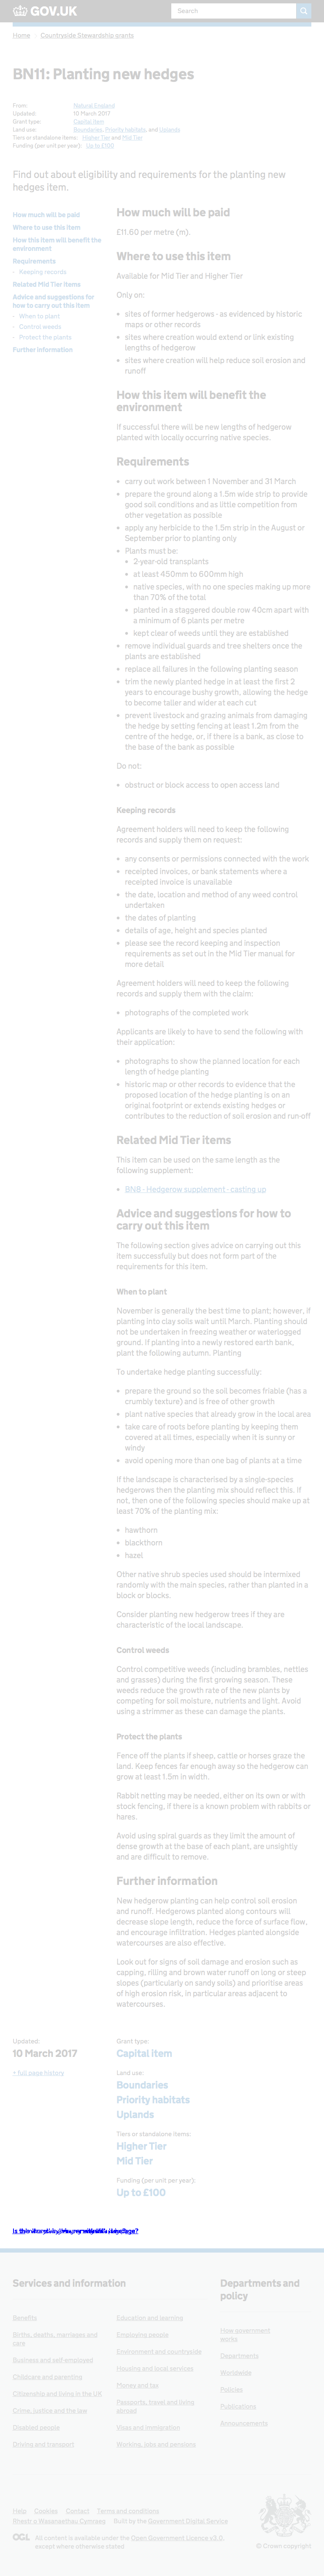 GOV.UK
Search
Home
Countryside Stewardship grants
BN11: Planting new hedges
From: Natural England
Updated: 10 March 2017
Grant type: Capital item
Land use: Boundaries, Priority habitats, and Uplands
Tiers or standalone items: Higher Tier and Mid Tier
Funding (per unit per year): Up to £100
Find out about eligibility and requirements for the planting new
hedges item.
How much will be paid
Where to use this item
How this item will benefit the
environment
Requirements
Keeping records
Related Mid Tier items
Advice and suggestions for
how to carry out this item
When to plant
Control weeds
Protect the plants
Further information
How much will be paid
£11.60 per metre (m).
Where to use this item
Available for Mid Tier and Higher Tier
Only on:
sites of former hedgerows - as evidenced by historic
maps or other records
sites where creation would extend or link existing
lengths of hedgerow
sites where creation will help reduce soil erosion and
runoff
How this item will benefit the
environment
If successful there will be new lengths of hedgerow
planted with locally occurring native species.
Requirements
carry out work between 1 November and 31 March
prepare the ground along a 1.5m wide strip to provide
good soil conditions and as little competition from
other vegetation as possible
apply any herbicide to the 1.5m strip in the August or
September prior to planting only
Plants must be:
2-year-old transplants
at least 450mm to 600mm high
native species, with no one species making up more
than 70% of the total
planted in a staggered double row 40cm apart with
a minimum of 6 plants per metre
kept clear of weeds until they are established
remove individual guards and tree shelters once the
plants are established
replace all failures in the following planting season
trim the newly planted hedge in at least the first 2
years to encourage bushy growth, allowing the hedge
to become taller and wider at each cut
prevent livestock and grazing animals from damaging
the hedge by setting fencing at least 1.2m from the
centre of the hedge, or, if there is a bank, as close to
the base of the bank as possible
Do not:
obstruct or block access to open access land
Keeping records
Agreement holders will need to keep the following
records and supply them on request:
any consents or permissions connected with the work
receipted invoices, or bank statements where a
receipted invoice is unavailable
the date, location and method of any weed control
undertaken
the dates of planting
details of age, height and species planted
please see the record keeping and inspection
requirements as set out in the Mid Tier manual for
more detail
Agreement holders will need to keep the following
records and supply them with the claim:
photographs of the completed work
Applicants are likely to have to send the following with
their application:
photographs to show the planned location for each
length of hedge planting
historic map or other records to evidence that the
proposed location of the hedge planting is on an
original footprint or extends existing hedges or
contributes to the reduction of soil erosion and run-off
Related Mid Tier items
This item can be used on the same length as the
following supplement:
BN8 - Hedgerow supplement - casting up
Advice and suggestions for how to
carry out this item
The following section gives advice on carrying out this
item successfully but does not form part of the
requirements for this item.
When to plant
November is generally the best time to plant; however, if
planting into clay soils wait until March. Planting should
not be undertaken in freezing weather or waterlogged
ground. If planting into a newly restored earth bank,
plant the following autumn. Planting
To undertake hedge planting successfully:
prepare the ground so the soil becomes friable (has a
crumbly texture) and is free of other growth
plant native species that already grow in the local area
take care of roots before planting by keeping them
covered at all times, especially when it is sunny or
windy
avoid opening more than one bag of plants at a time
If the landscape is characterised by a single-species
hedgerows then the planting mix should reflect this. If
not, then one of the following species should make up at
least 70% of the planting mix:
hawthorn
blackthorn
hazel
Other native shrub species used should be intermixed
randomly with the main species, rather than planted in a
block or blocks.
Consider planting new hedgerow trees if they are
characteristic of the local landscape.
Control weeds
Control competitive weeds (including brambles, nettles
and grasses) during the first growing season. These
weeds reduce the growth rate of the new plants by
competing for soil moisture, nutrients and light. Avoid
using a strimmer as these can damage the plants.
Protect the plants
Fence off the plants if sheep, cattle or horses graze the
land. Keep fences far enough away so the hedgerow can
grow at least 1.5m in width.
Rabbit netting may be needed, either on its own or with
stock fencing, if there is a known problem with rabbits or
hares.
Avoid using spiral guards as they limit the amount of
dense growth at the base of each plant, are unsightly
and are difficult to remove.
Further information
Hedgerow planting can help control soil erosion
and runoff. Hedgerows planted along contours will
decrease slope length, reduce the force of surface flow,
and encourage infiltration. Hedges planted alongside
watercourses are also effective.
Look out for signs of soil damage and erosion such as
capping, rilling and brown water runoff on long or steep
slopes (particularly on sandy soils) and prioritise areas
of high erosion risk, in particular areas adjacent to
watercourses.
Updated:
10 March 2017
+ full page history
Grant type:
Capital item
Land use:
Boundaries
Priority habitats
Uplands
Tiers or standalone items:
Higher Tier
Mid Tier
Funding (per unit per year):
Up to £100
Services and information
Benefits
Births, deaths, marriages and
care
Business and self-employed
Childcare and parenting
Citizenship and living in the UK
Crime, justice and the law
Disabled people
Driving and transport
Education and learning
Employing people
Environment and countryside
Housing and local services
Money and tax
Passports, travel and living
abroad
Visas and immigration
Working, jobs and pensions
Departments and
policy
How government
works
Departments
Worldwide
Policies
Publications
Announcements
Help Cookies Contact Terms and conditions
Rhestr o Wasanaethau Cymraeg Built by the Government Digital Service
OGL All content is available under the Open Government Licence v3.0,
except where otherwise stated
© Crown copyright